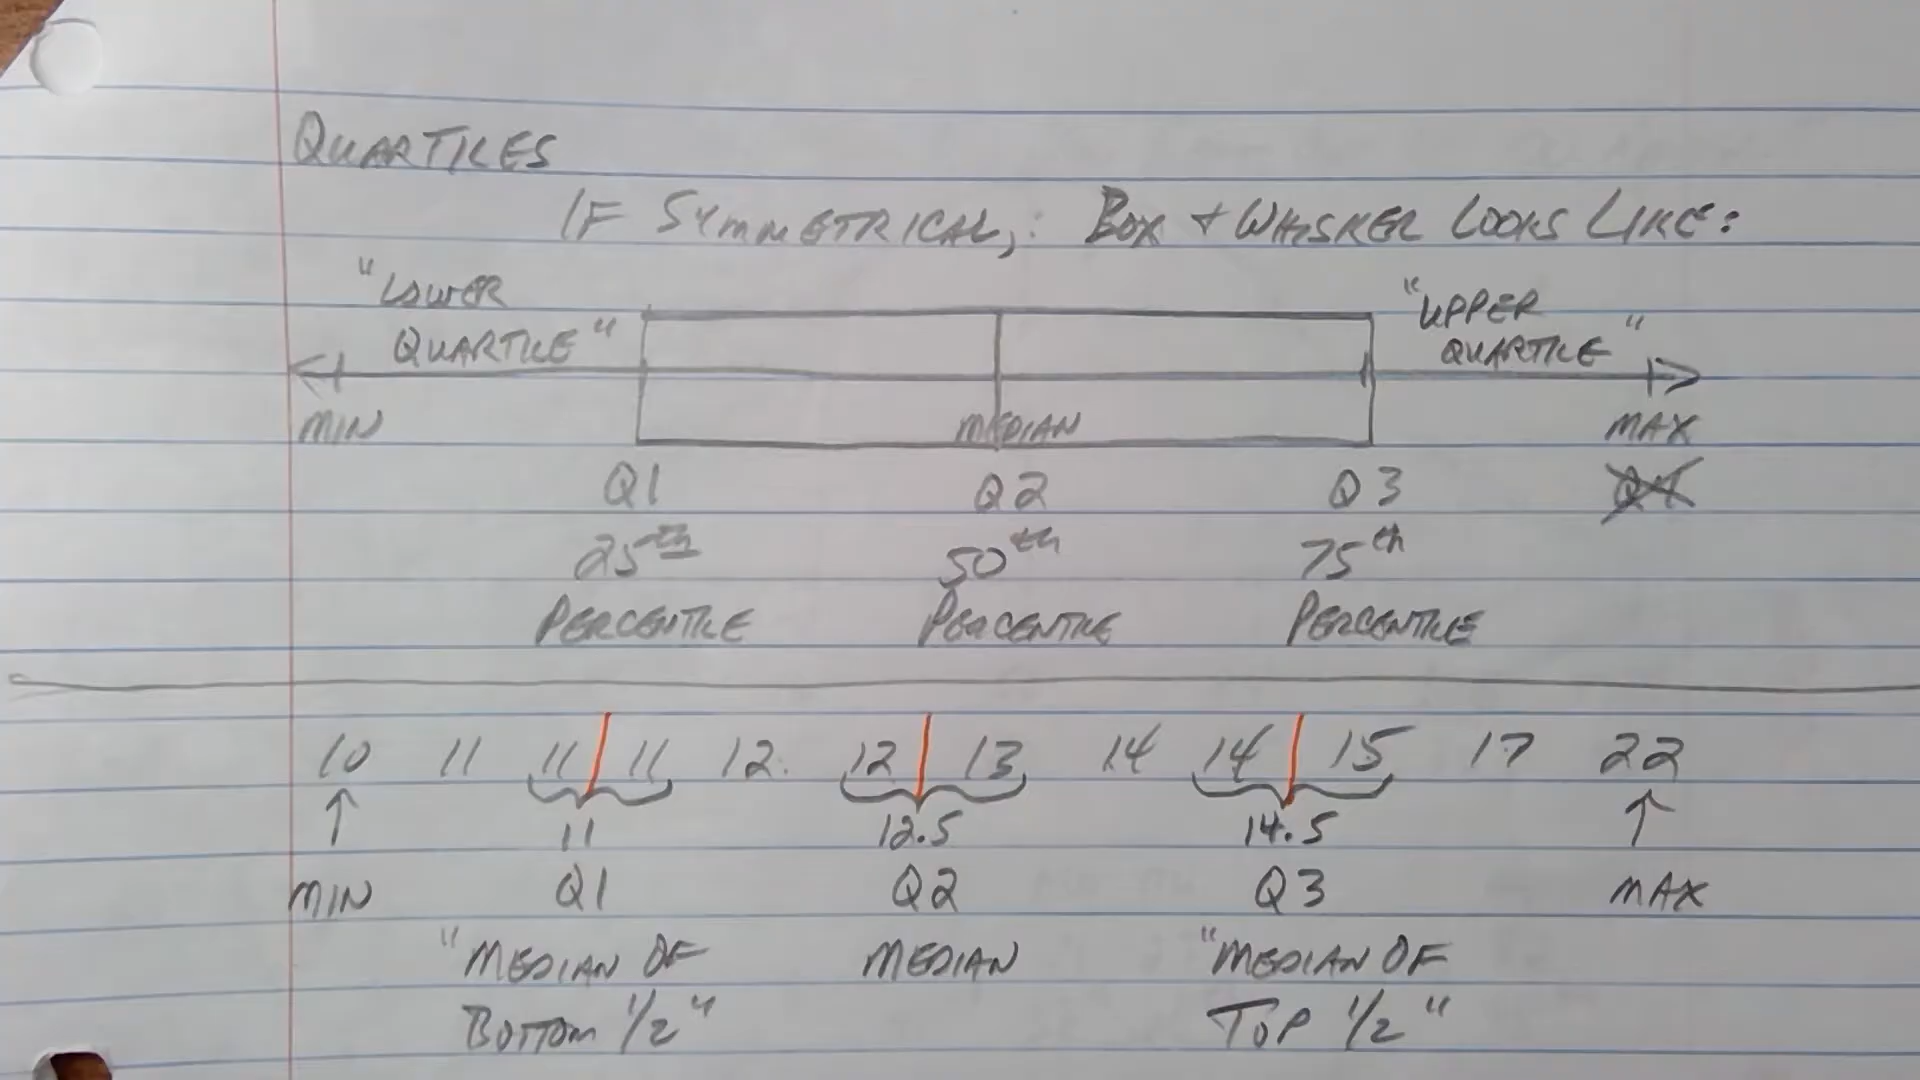 QUARTILES
IF SYMMETRICAL,: BOX + WHISKER LOOKS LIKE:
"LOWER
QUARTILE"
"UPPER
QUARTILE"
MIN
MEDIAN
MAX
Q1 Q2 Q3 Q4
25th 50th 75th
PERCENTILE PERCENTILE PERCENTILE
10 11 11 11 12. 12 13 14 14 15 17 22
11 12.5 14.5
MIN Q1 Q2 Q3 MAX
"MEDIAN OF
BOTTOM 1/2"
MEDIAN
"MEDIAN OF
TOP 1/2"